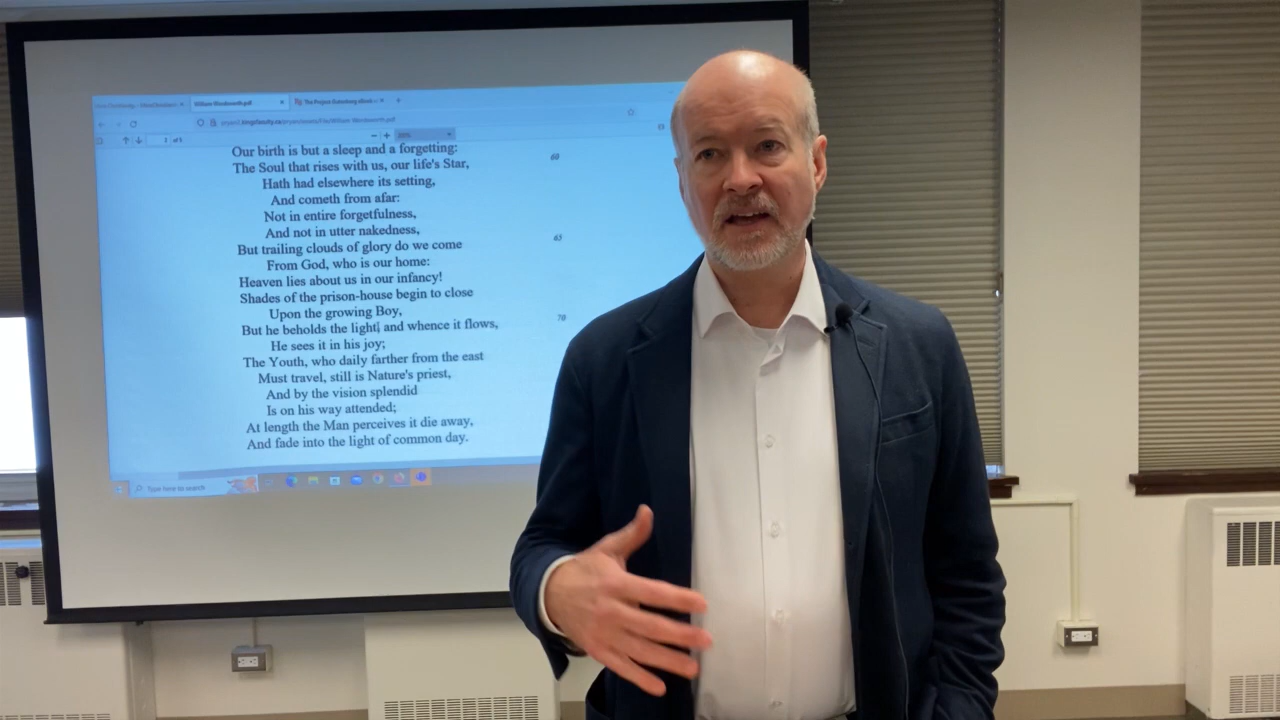 William Wordsworth.pdf
The Project Gutenberg eBook
Our birth is but a sleep and a forgetting:
60
The Soul that rises with us, our life's Star,
Hath had elsewhere its setting,
And cometh from afar:
Not in entire forgetfulness,
And not in utter nakedness,
65
But trailing clouds of glory do we come
From God, who is our home:
Heaven lies about us in our infancy!
Shades of the prison-house begin to close
Upon the growing Boy,
70
But he beholds the light, and whence it flows,
He sees it in his joy;
The Youth, who daily farther from the east
Must travel, still is Nature's priest,
And by the vision splendid
Is on his way attended;
At length the Man perceives it die away,
And fade into the light of common day.
Type here to search